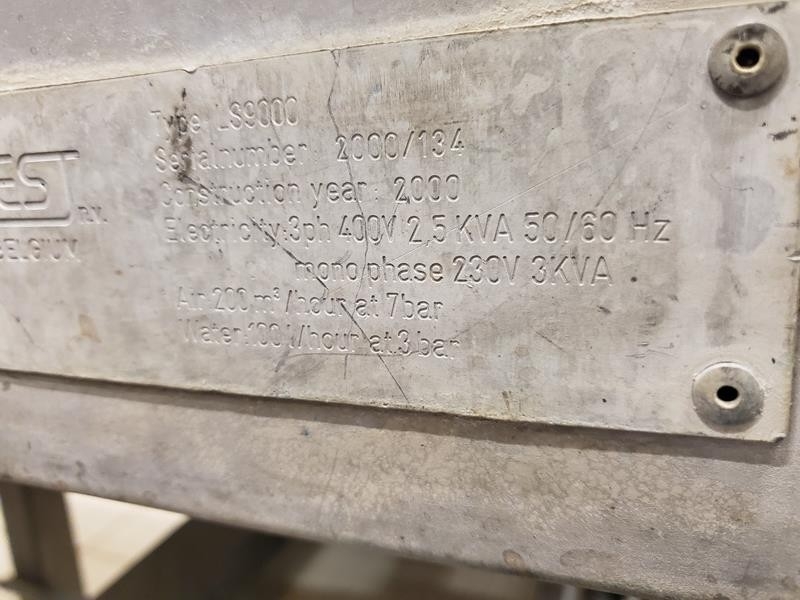 EST
n.v.
BELGIUM
Type: LS9000
Serialnumber: 2000/134
Construction year: 2000
Electricity:3ph 400V 2,5 KVA 50/60 Hz
mono phase 230V 3KVA
Air:200 m³/hour at 7bar
Water:100 l/hour at 3 bar